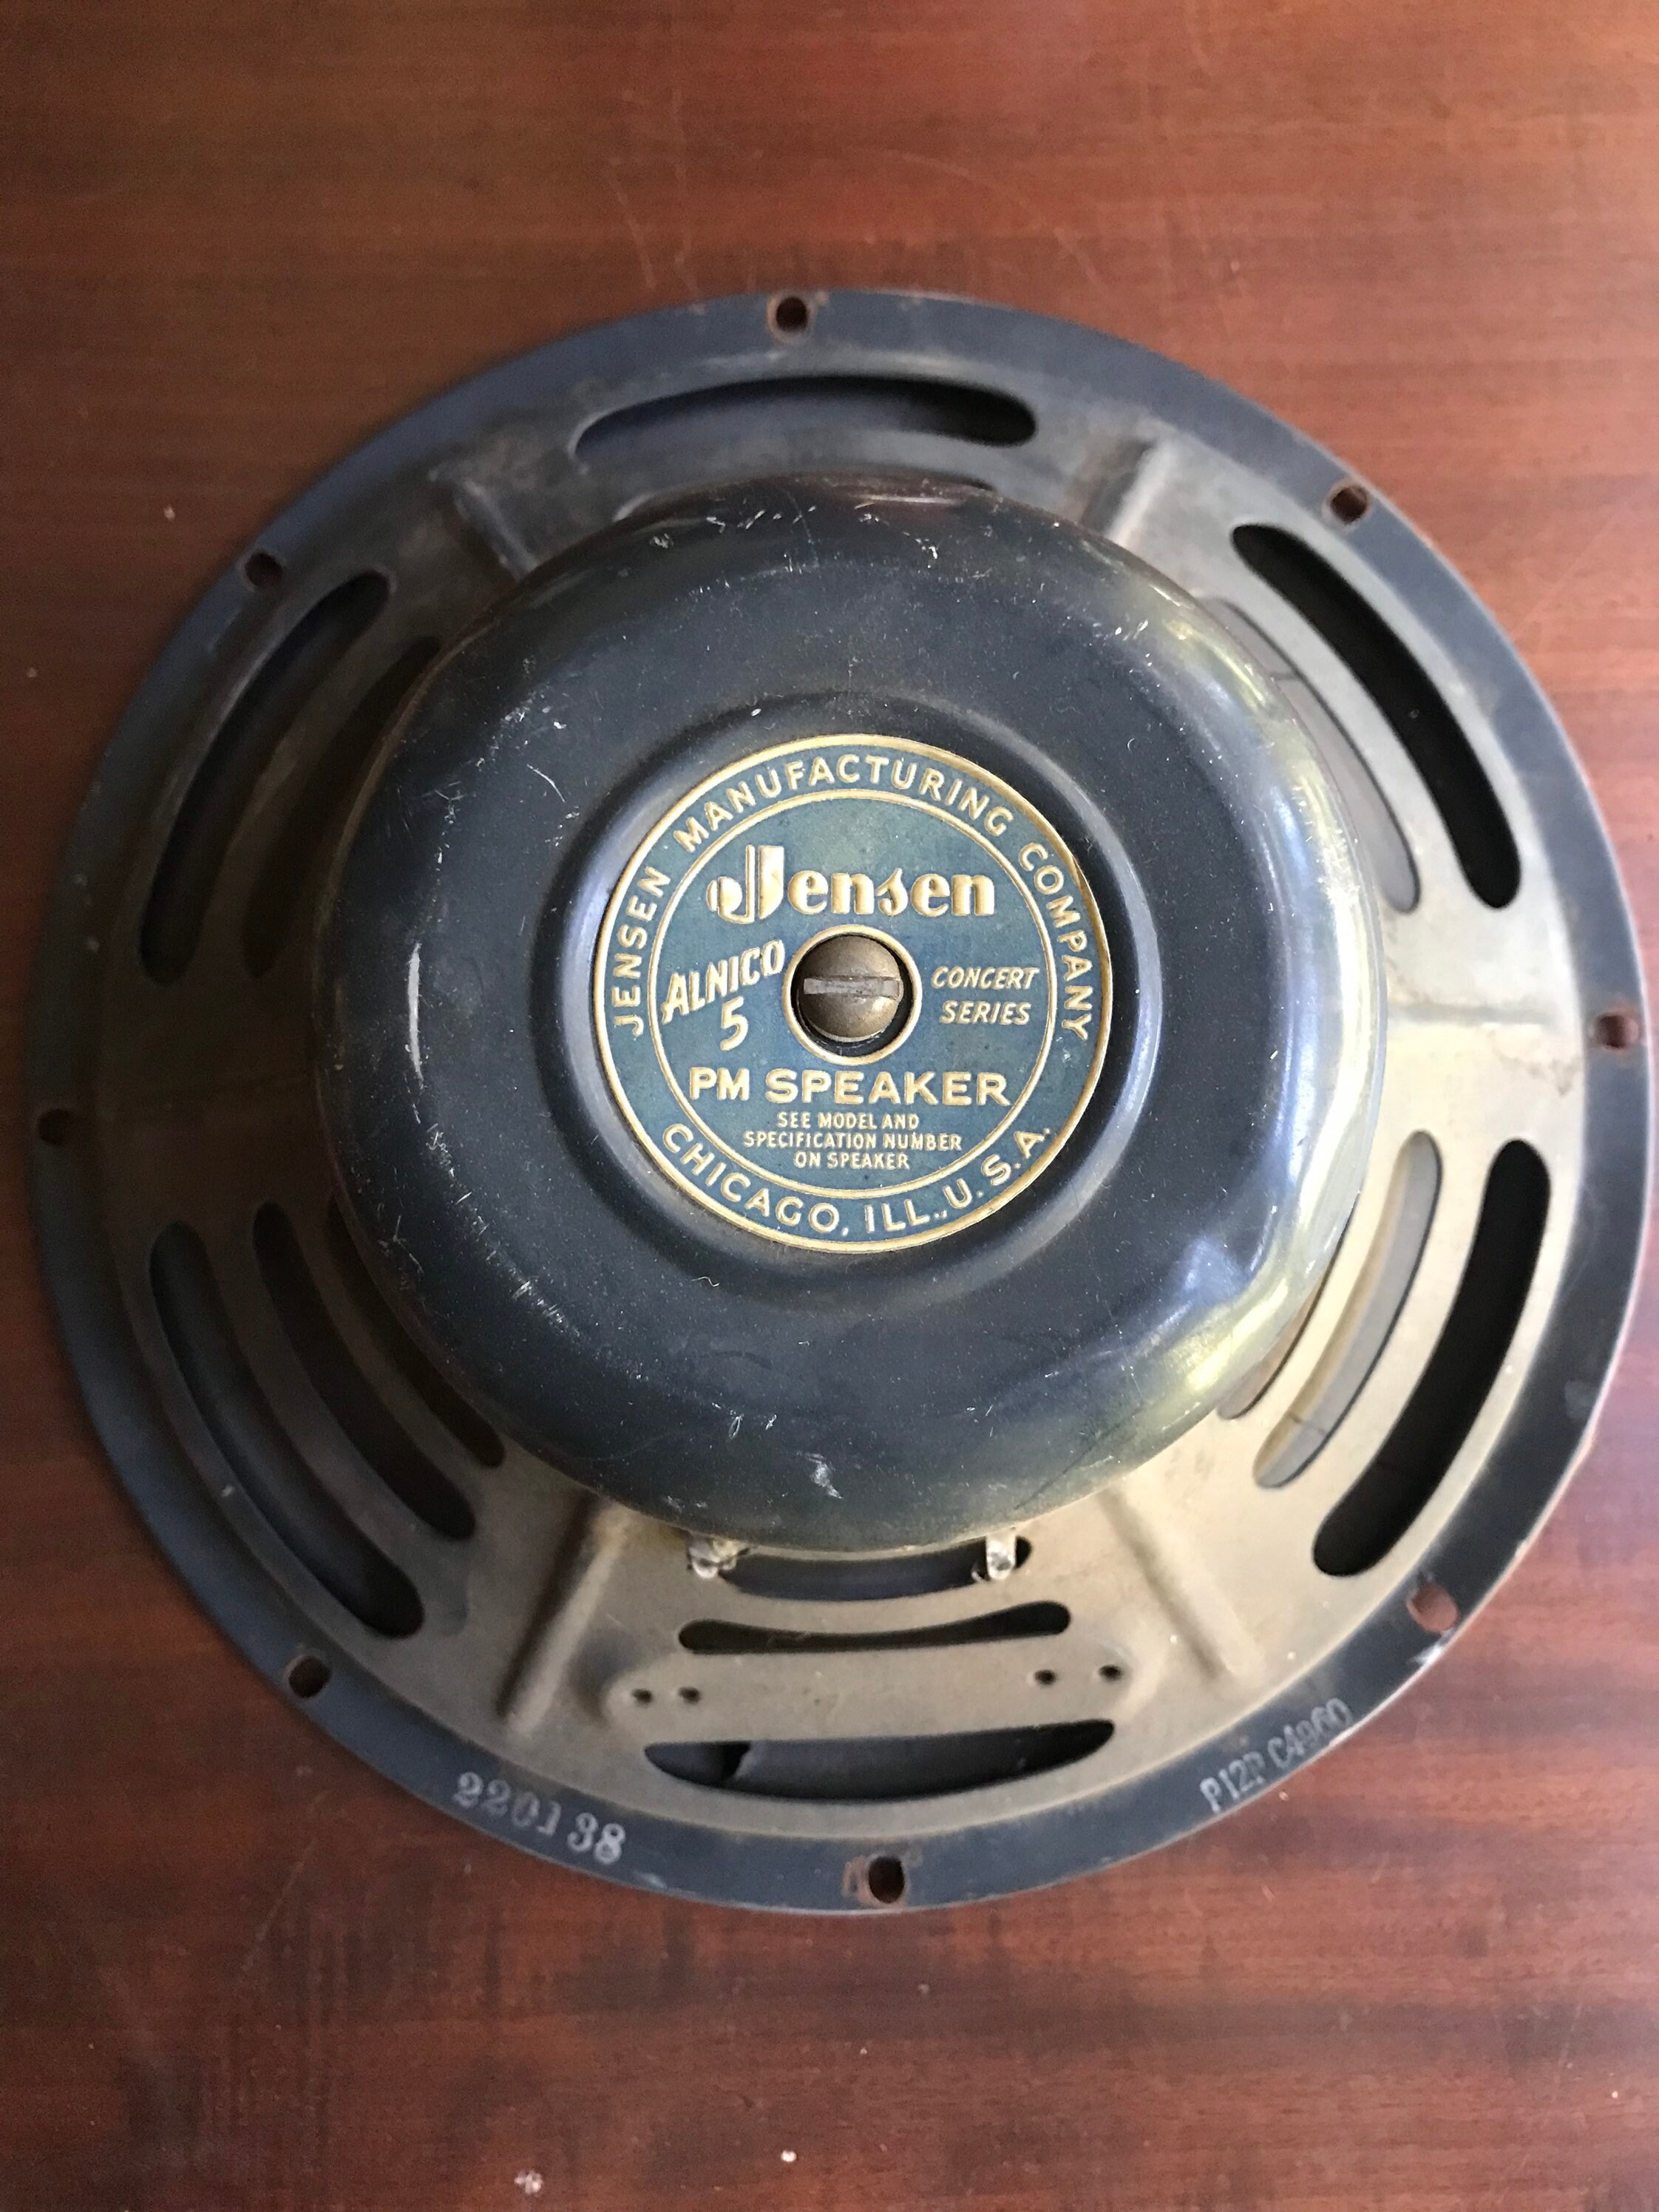 JENSEN MANUFACTURING COMPANY
Jensen
ALNICO
5
CONCERT
SERIES
PM SPEAKER
SEE MODEL AND
SPECIFICATION NUMBER
ON SPEAKER
CHICAGO, ILL., U.S.A.
220138
P12P C4960